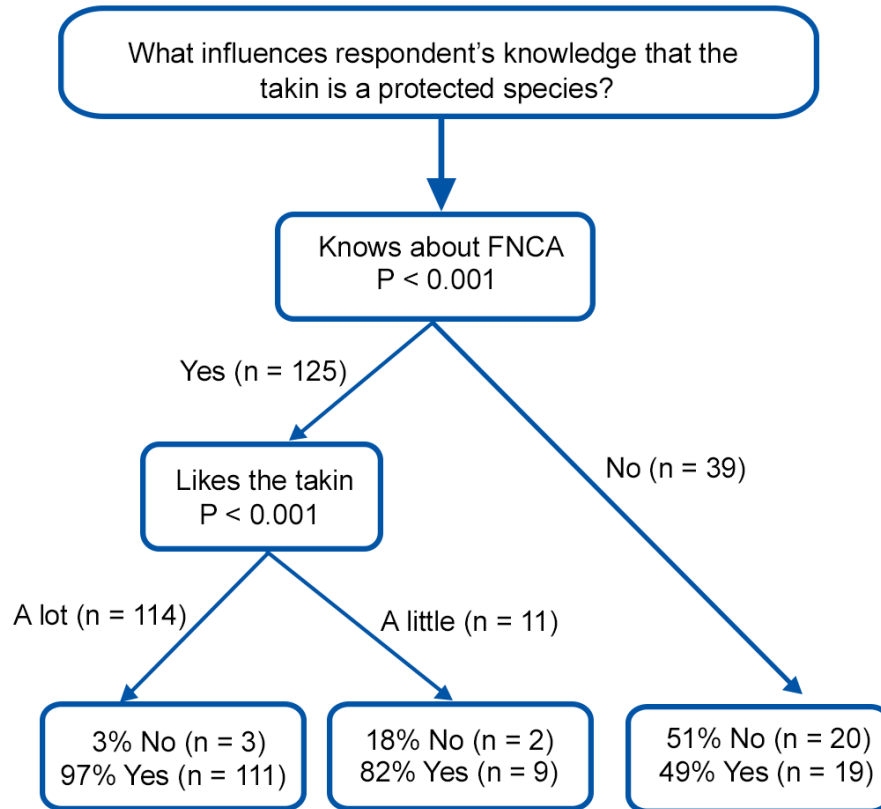 What influences respondent's knowledge that the
takin is a protected species?
Knows about FNCA
P < 0.001
Yes (n = 125)
No (n = 39)
Likes the takin
P < 0.001
A lot (n = 114)
A little (n = 11)
3% No (n = 3)
97% Yes (n = 111)
18% No (n = 2)
82% Yes (n = 9)
51% No (n = 20)
49% Yes (n = 19)